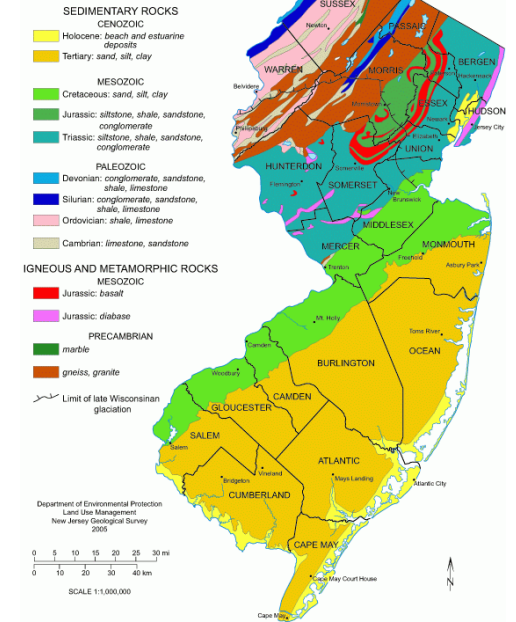 SEDIMENTARY ROCKS
CENOZOIC
Holocene: beach and estuarine
deposits
Tertiary: sand, silt, clay
MESOZOIC
Cretaceous: sand, silt, clay
Jurassic: siltstone, shale, sandstone,
conglomerate
Triassic: siltstone, shale, sandstone,
conglomerate
PALEOZOIC
Devonian: conglomerate, sandstone,
shale, limestone
Silurian: conglomerate, sandstone,
shale, limestone
Ordovician: shale, limestone
Cambrian: limestone, sandstone
IGNEOUS AND METAMORPHIC ROCKS
MESOZOIC
Jurassic: basalt
Jurassic: diabase
PRECAMBRIAN
marble
gneiss, granite
Limit of late Wisconsinan
glaciation
Department of Environmental Protection
Land Use Management
New Jersey Geological Survey
2005
0 5 10 15 20 25 30 mi
0 10 20 30 40 km
SCALE 1:1,000,000
SUSSEX
Newton
PASSAIC
BERGEN
Hackensack
WARREN
MORRIS
Belvidere
Morristown
ESSEX
HUDSON
Newark
Jersey City
Phillipsburg
Elizabeth
UNION
HUNTERDON
Somerville
Flemington
SOMERSET
New
Brunswick
MIDDLESEX
MERCER
MONMOUTH
Freehold
Asbury Park
Trenton
Mt. Holly
Toms River
Camden
OCEAN
BURLINGTON
Woodbury
CAMDEN
GLOUCESTER
SALEM
Salem
ATLANTIC
Vineland
Bridgeton
Mays Landing
Atlantic City
CUMBERLAND
CAPE MAY
Cape May Court House
Cape May
N